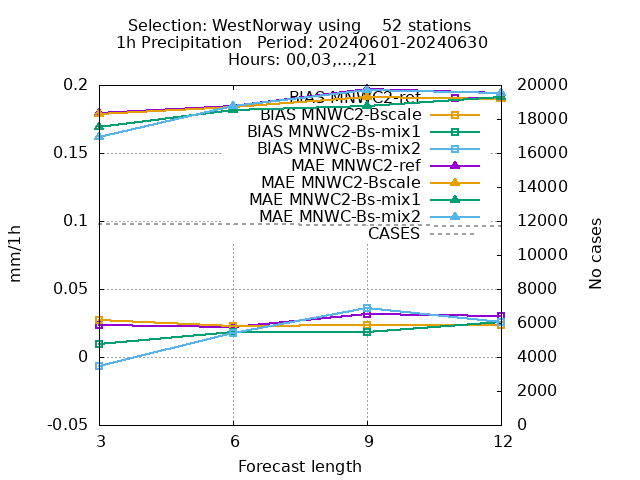 Selection: WestNorway using    52 stations
1h Precipitation   Period: 20240601-20240630
Hours: 00,03,...,21
0.2
0.15
0.1
0.05
0
-0.05
mm/1h
20000
18000
16000
14000
12000
10000
8000
6000
4000
2000
0
No cases
BIAS MNWC2-ref
BIAS MNWC2-Bscale
BIAS MNWC2-Bs-mix1
BIAS MNWC-Bs-mix2
MAE MNWC2-ref
MAE MNWC2-Bscale
MAE MNWC2-Bs-mix1
MAE MNWC-Bs-mix2
CASES
3 6 9 12
Forecast length